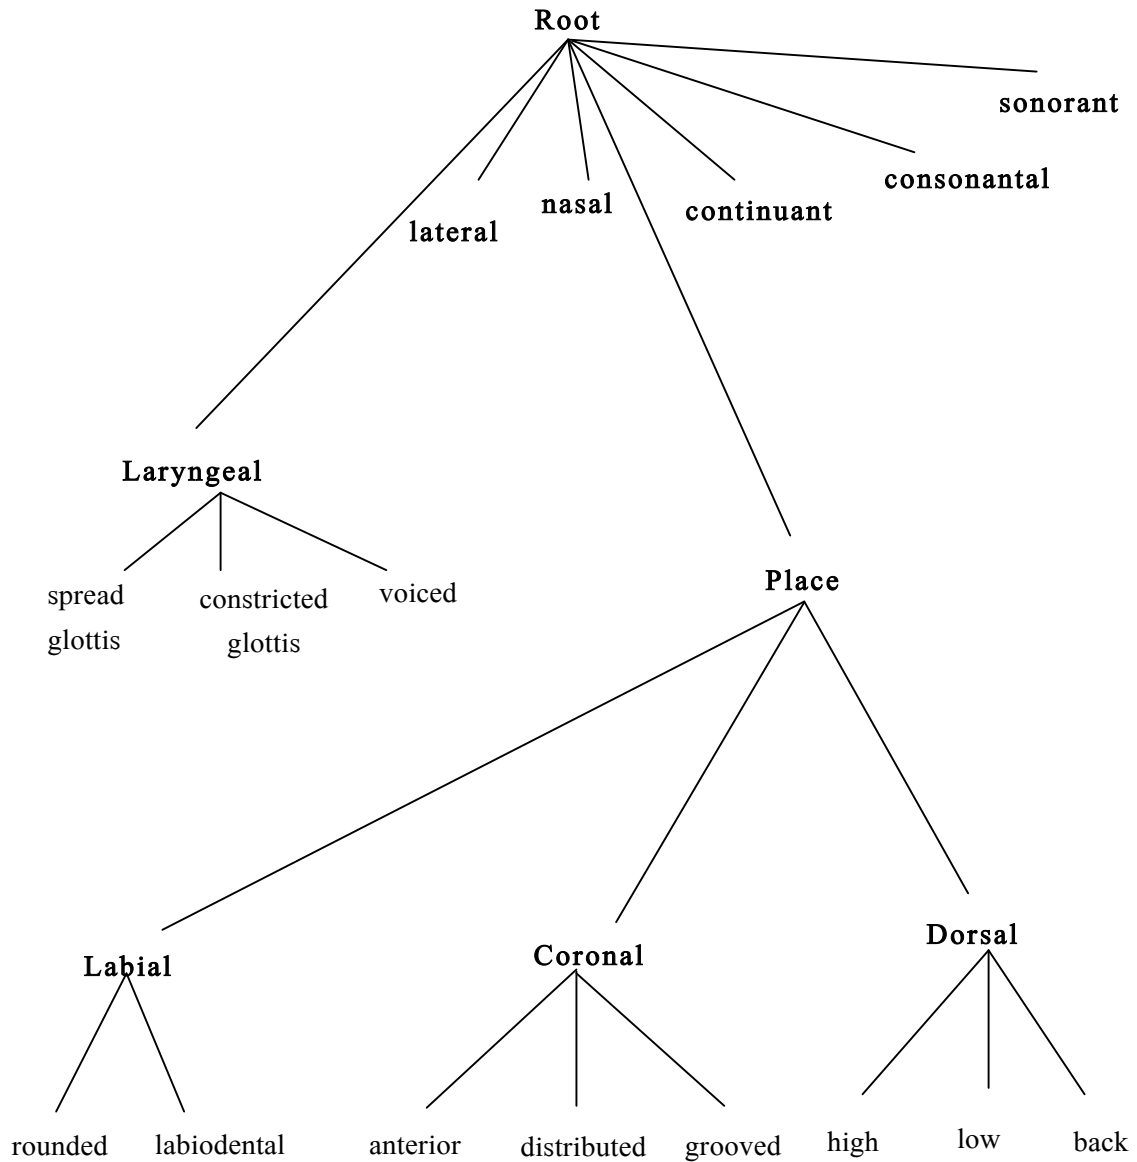 Root
sonorant
consonantal
nasal
continuant
lateral
Laryngeal
spread
glottis
constricted
glottis
voiced
Place
Labial
Coronal
Dorsal
rounded
labiodental
anterior
distributed
grooved
high
low
back